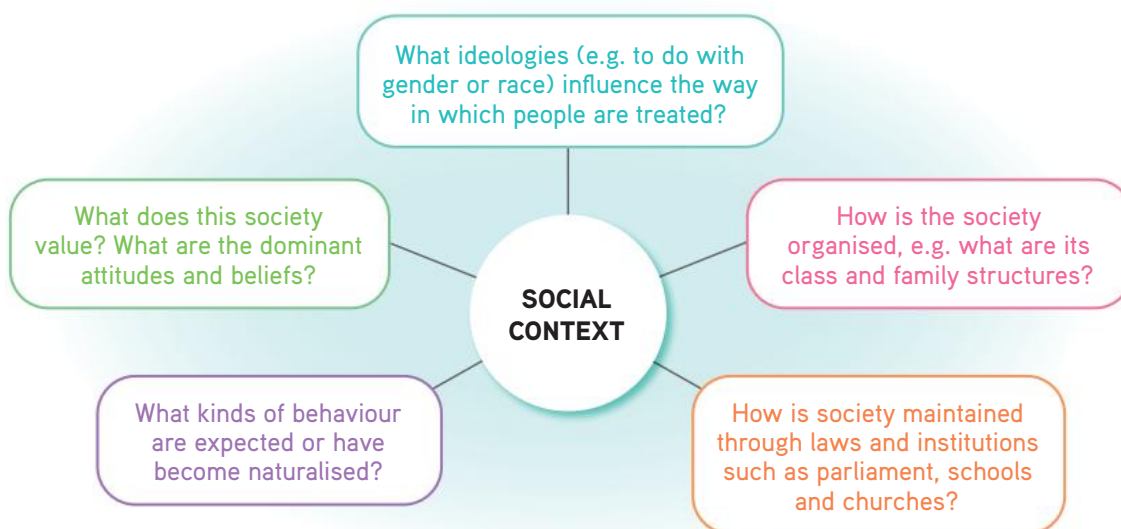 What ideologies (e.g. to do with
gender or race) influence the way
in which people are treated?
What does this society
value? What are the dominant
attitudes and beliefs?
How is the society
organised, e.g. what are its
class and family structures?
SOCIAL
CONTEXT
What kinds of behaviour
are expected or have
become naturalised?
How is society maintained
through laws and institutions
such as parliament, schools
and churches?